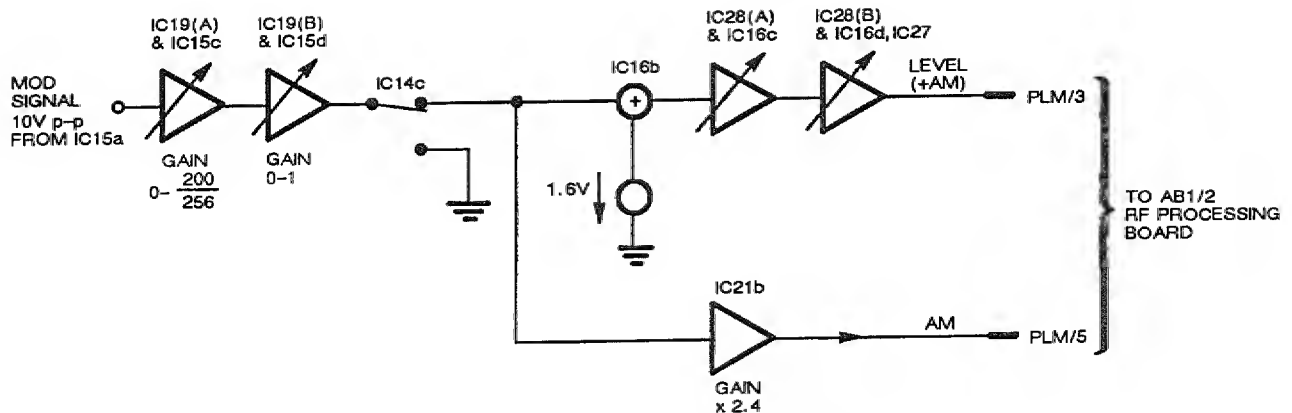 IC19(A)
& IC15c
IC19(B)
& IC15d
IC14c
IC16b
IC28(A)
& IC16c
IC28(B)
& IC16d, IC27
LEVEL
(+AM)
PLM/3
MOD
SIGNAL
10V p-p
FROM IC15a
+
GAIN
0- 200
256
GAIN
0-1
1.6V
TO AB1/2
RF PROCESSING
BOARD
IC21b
AM
PLM/5
GAIN
x 2.4